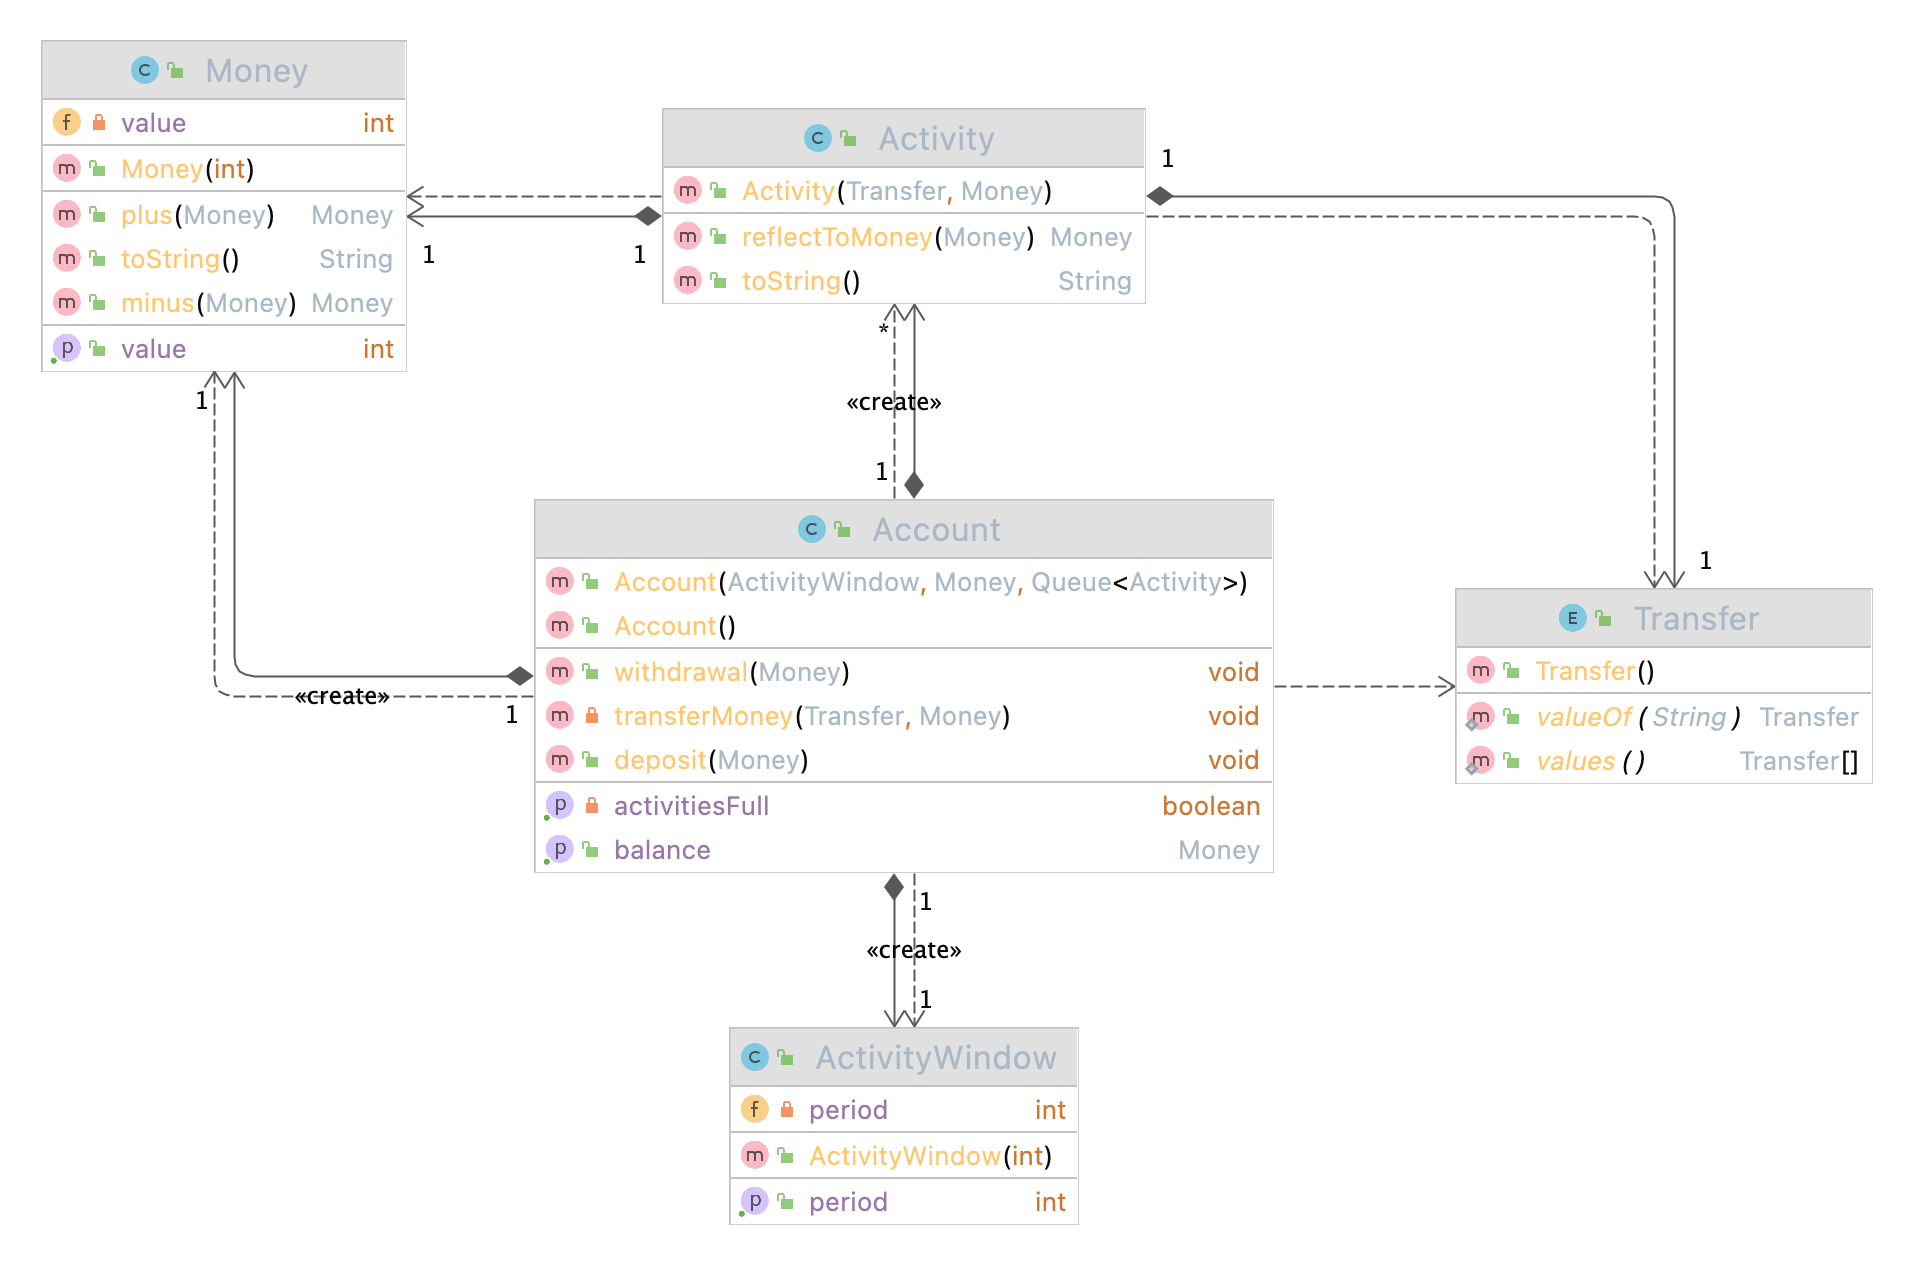 C Money
f value int
m Money(int)
m plus(Money) Money
m toString() String
m minus(Money) Money
p value int
C Activity
m Activity(Transfer, Money)
m reflectToMoney(Money) Money
m toString() String
1
1
1
*
«create»
1
1
«create»
1
C Account
m Account(ActivityWindow, Money, Queue<Activity>)
m Account()
m withdrawal(Money) void
m transferMoney(Transfer, Money) void
m deposit(Money) void
p activitiesFull boolean
p balance Money
1
E Transfer
m Transfer()
m valueOf(String) Transfer
m values() Transfer[]
1
«create»
1
C ActivityWindow
f period int
m ActivityWindow(int)
p period int